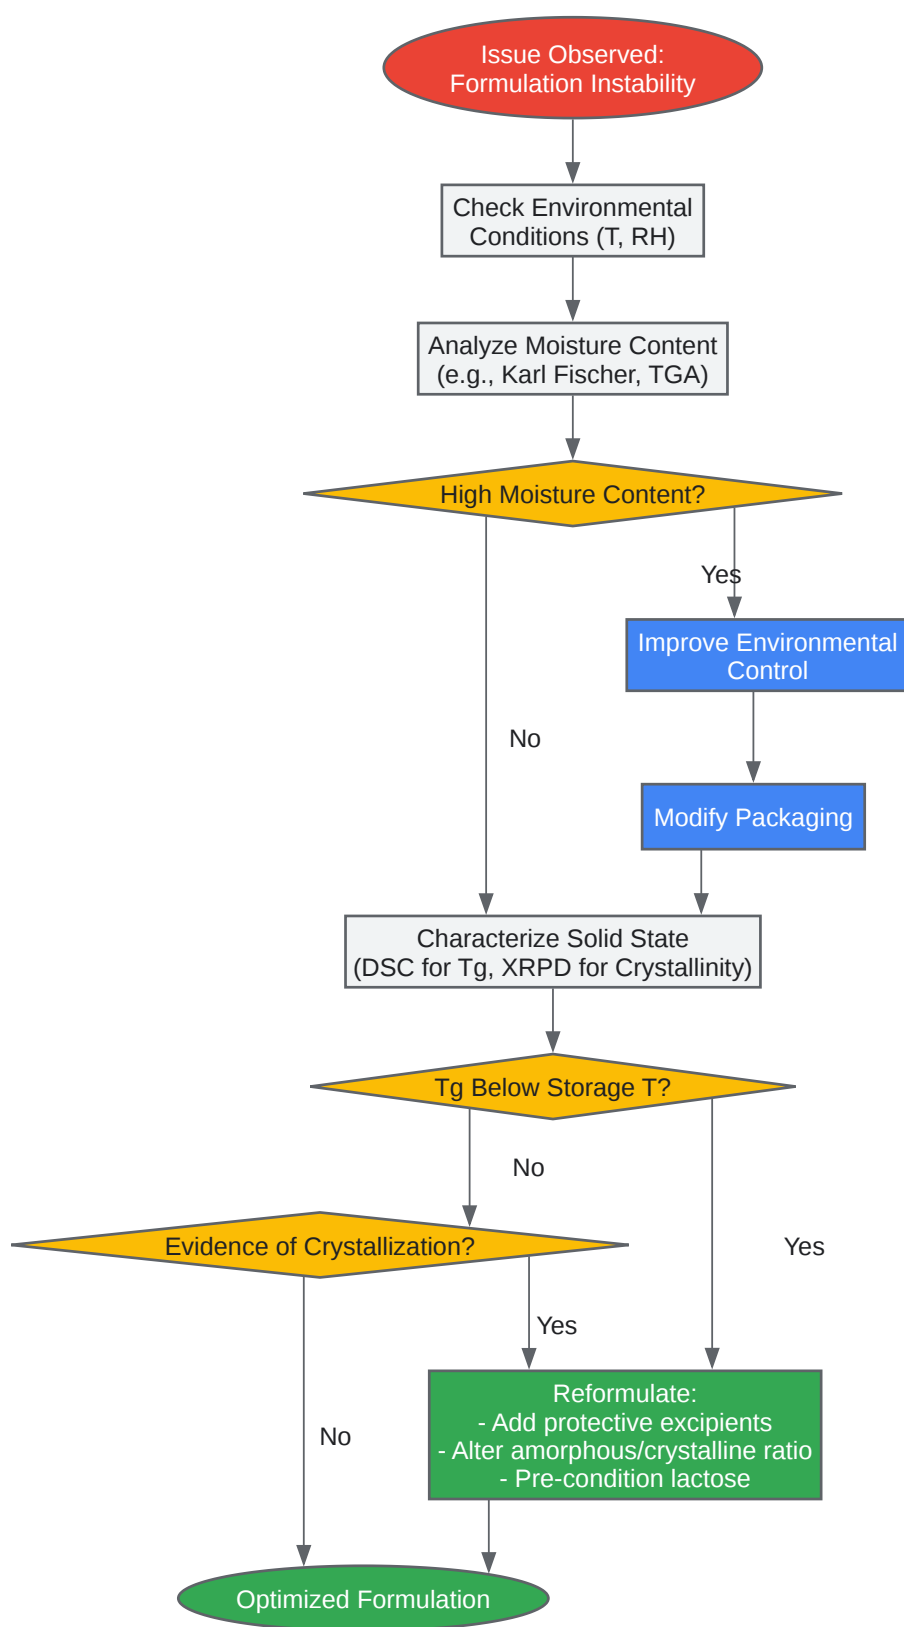 Issue Observed:
Formulation Instability
Check Environmental
Conditions (T, RH)
Analyze Moisture Content
(e.g., Karl Fischer, TGA)
High Moisture Content?
Yes
Improve Environmental
Control
No
Modify Packaging
Characterize Solid State
(DSC for Tg, XRPD for Crystallinity)
Tg Below Storage T?
No
Evidence of Crystallization?
Yes
Yes
Reformulate:
- Add protective excipients
- Alter amorphous/crystalline ratio
- Pre-condition lactose
No
Optimized Formulation